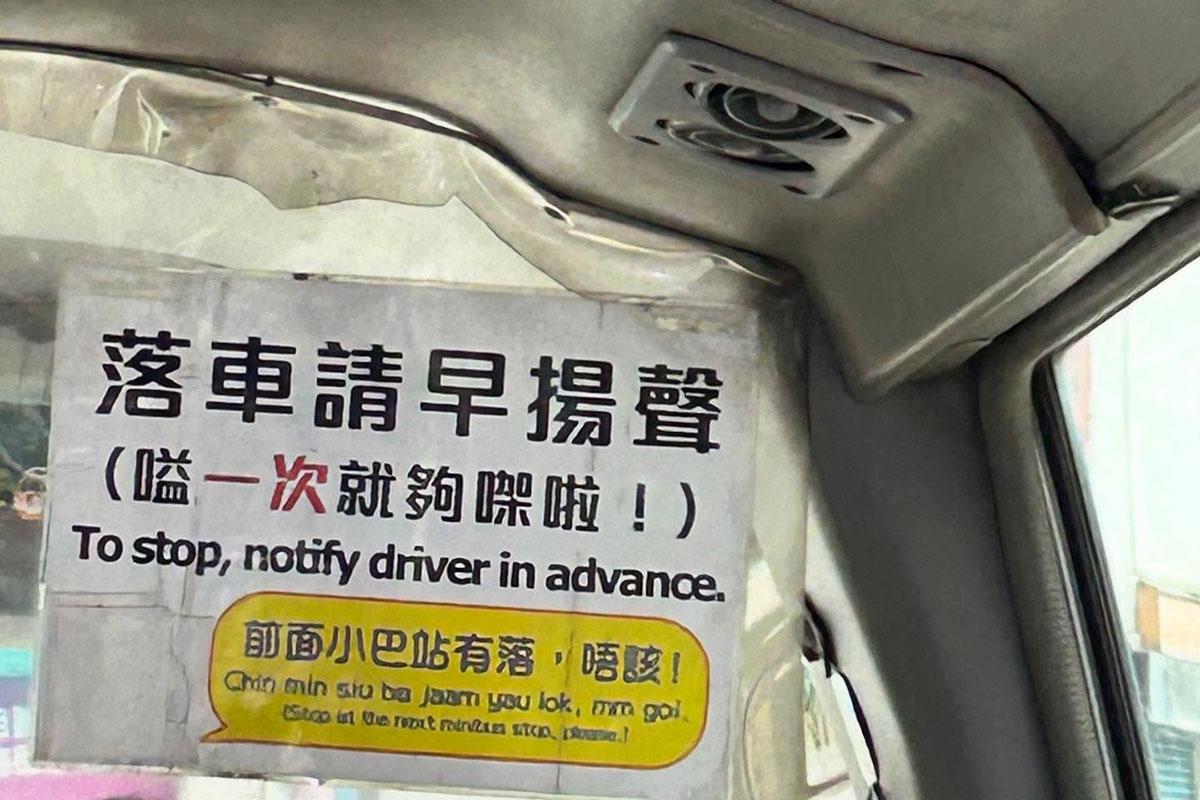 落車請早揚聲
(嗌一次就夠㗎啦！)
To stop, notify driver in advance.
前面小巴站有落，唔該！
Chin min siu ba jaam yau lok, mm goi.
(Stop at the next minibus stop, please.)